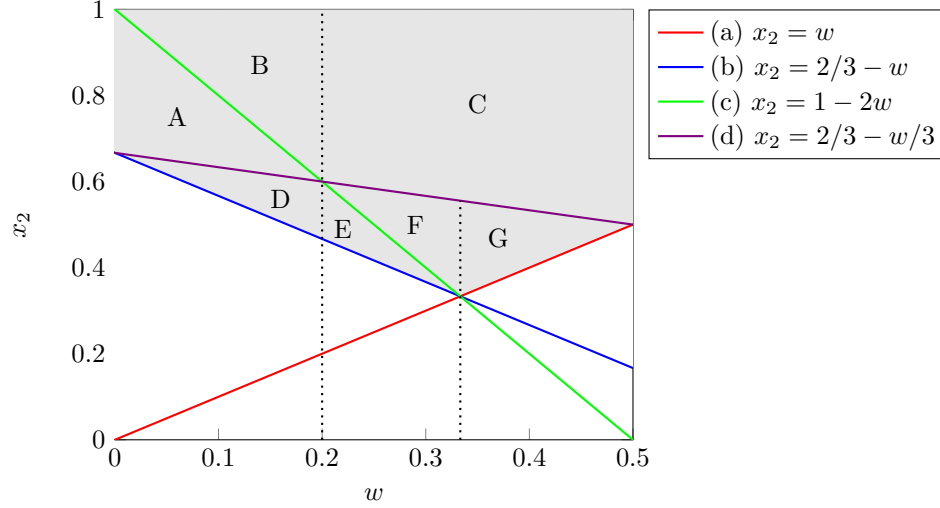 1
0.8
0.6
0.4
0.2
0
x₂
A
B
C
D
E
F
G
0
0.1
0.2
0.3
0.4
0.5
w
(a) x₂ = w
(b) x₂ = 2/3 − w
(c) x₂ = 1 − 2w
(d) x₂ = 2/3 − w/3